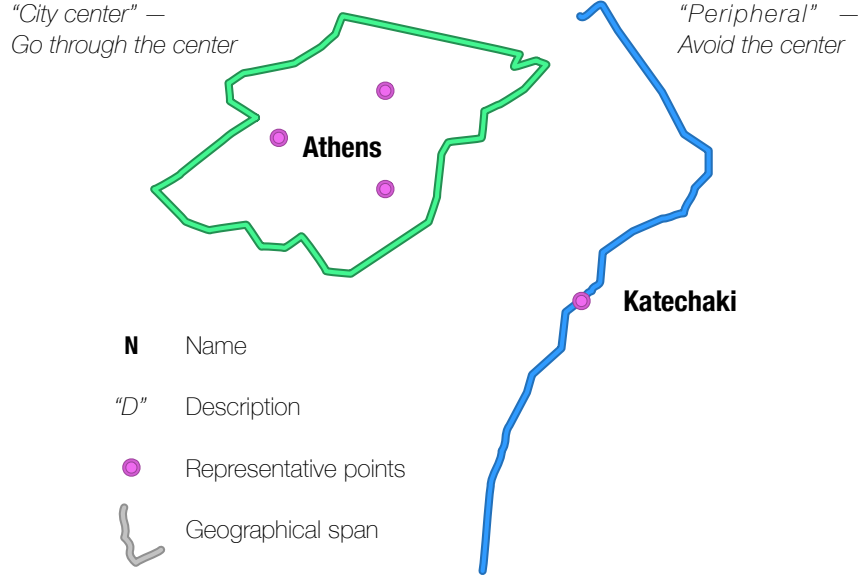 “City center” —
Go through the center
“Peripheral” —
Avoid the center
Athens
Katechaki
N Name
“D” Description
Representative points
Geographical span